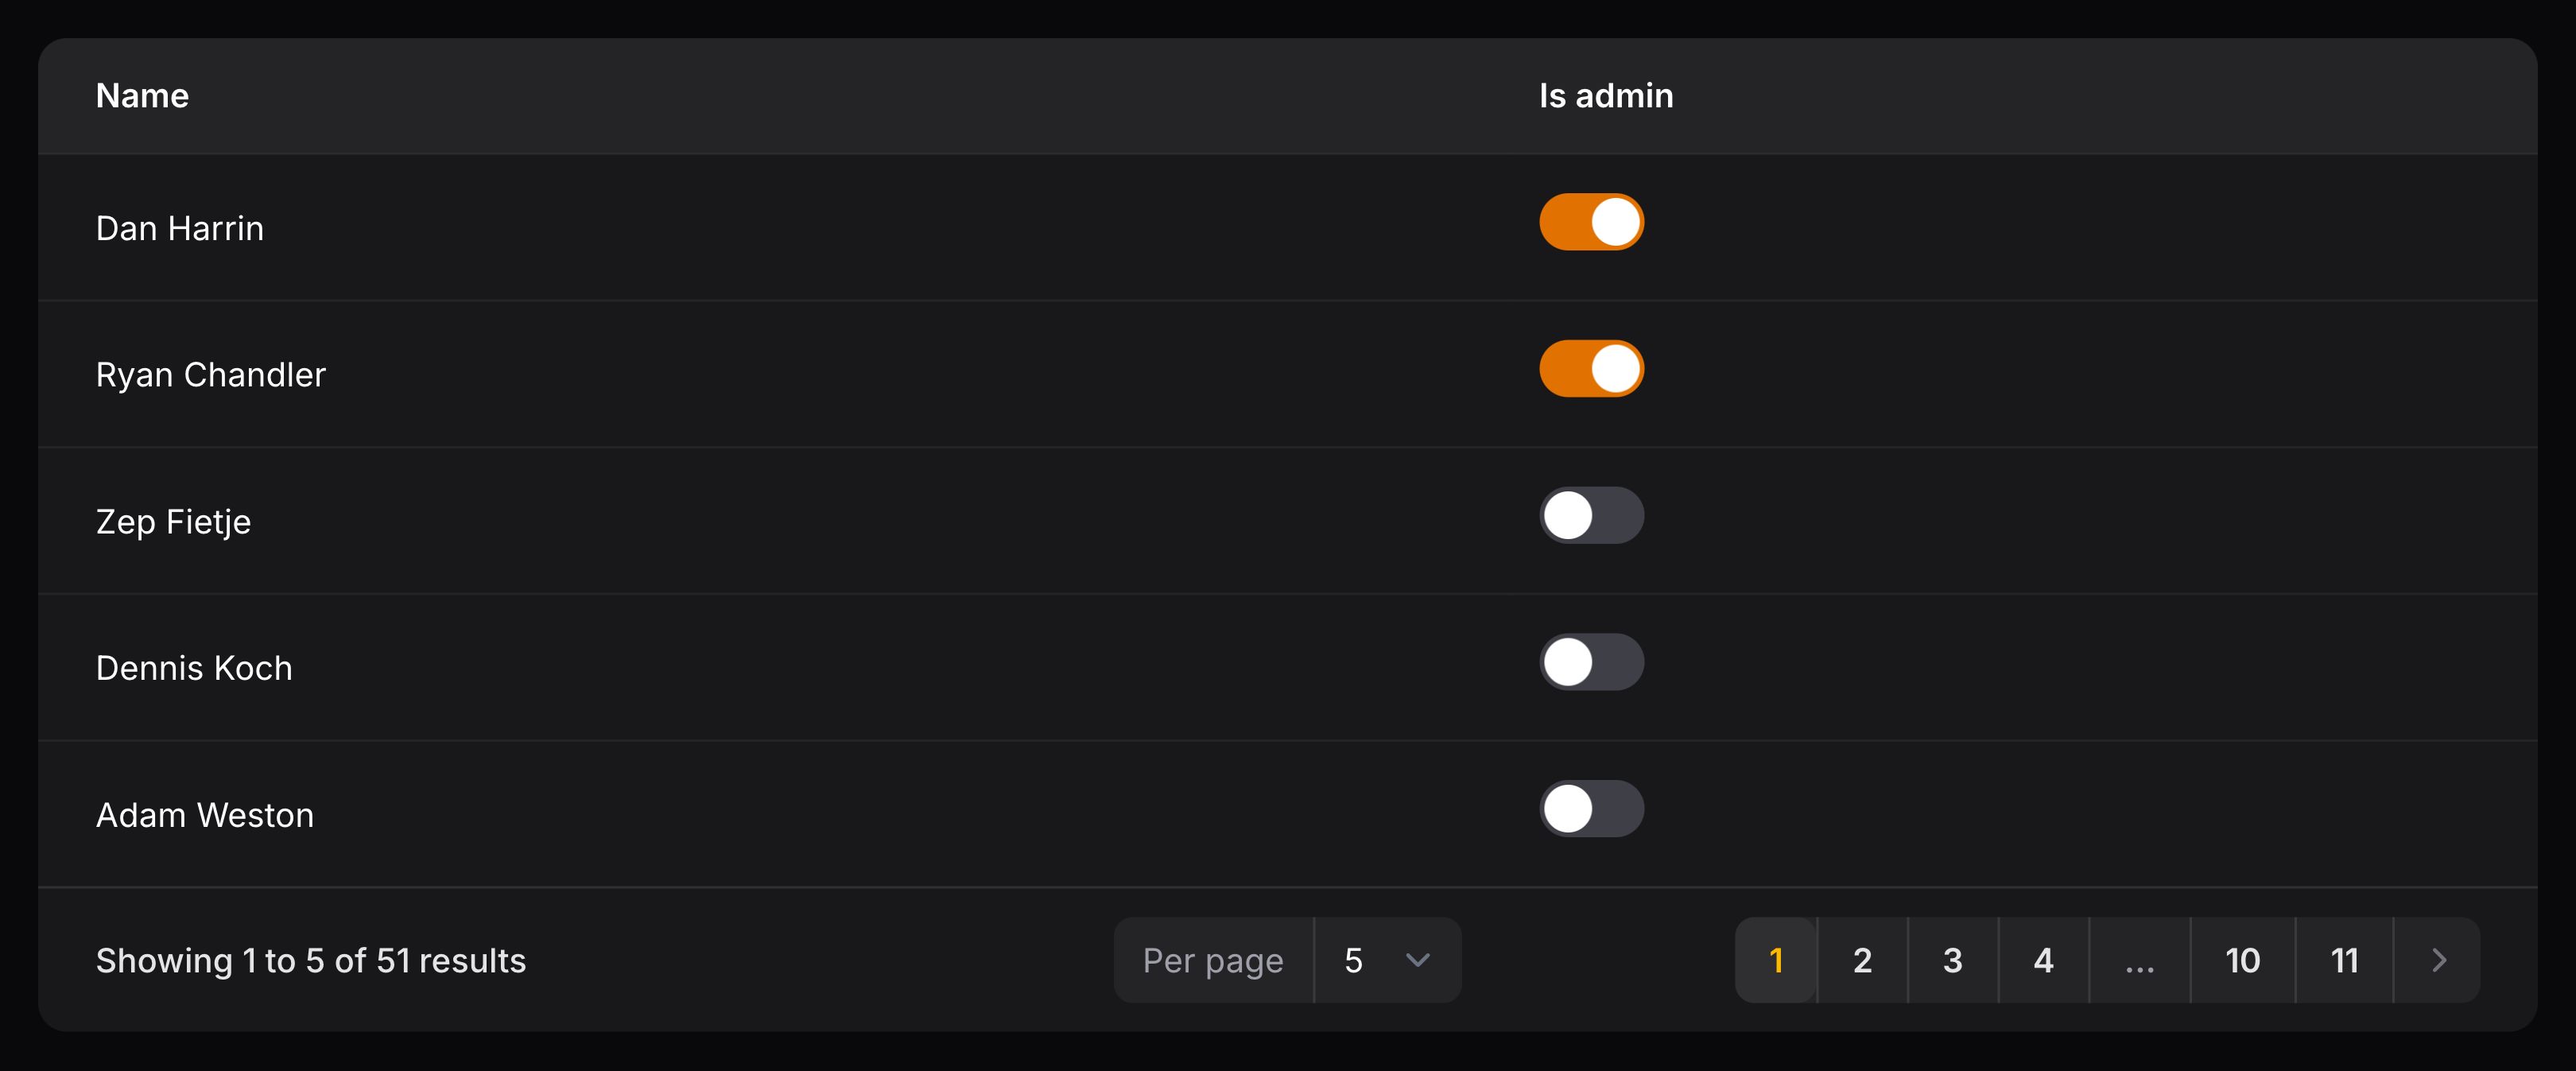 Name Is admin
Dan Harrin
Ryan Chandler
Zep Fietje
Dennis Koch
Adam Weston
Showing 1 to 5 of 51 results Per page 5 1 2 3 4 ... 10 11